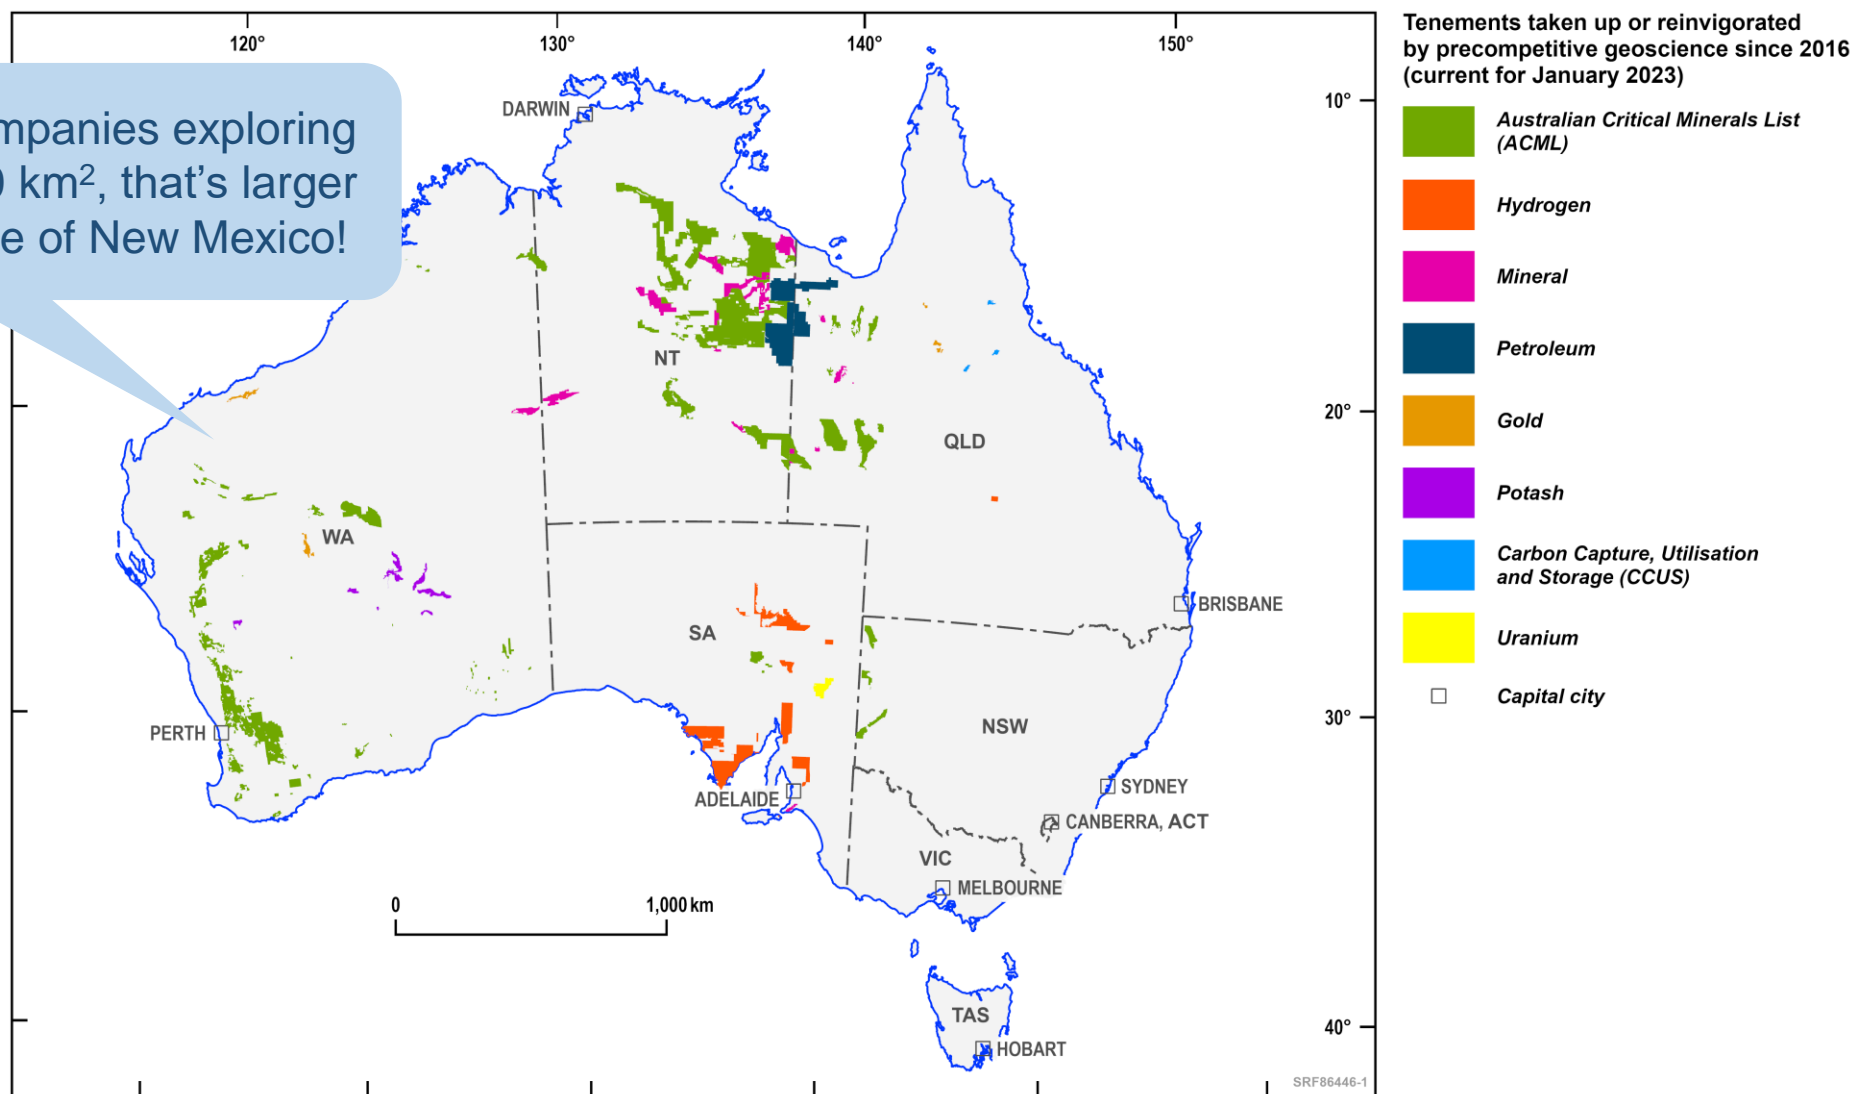 120°
130°
140°
150°
Tenements taken up or reinvigorated
by precompetitive geoscience since 2016
(current for January 2023)
mpanies exploring
km², that's larger
e of New Mexico!
DARWIN
10°
Australian Critical Minerals List
(ACML)
Hydrogen
Mineral
Petroleum
Gold
Potash
Carbon Capture, Utilisation
and Storage (CCUS)
Uranium
Capital city
NT
20°
QLD
WA
BRISBANE
SA
30°
NSW
PERTH
SYDNEY
ADELAIDE
CANBERRA, ACT
VIC
MELBOURNE
0
1,000 km
TAS
40°
HOBART
SRF86446-1